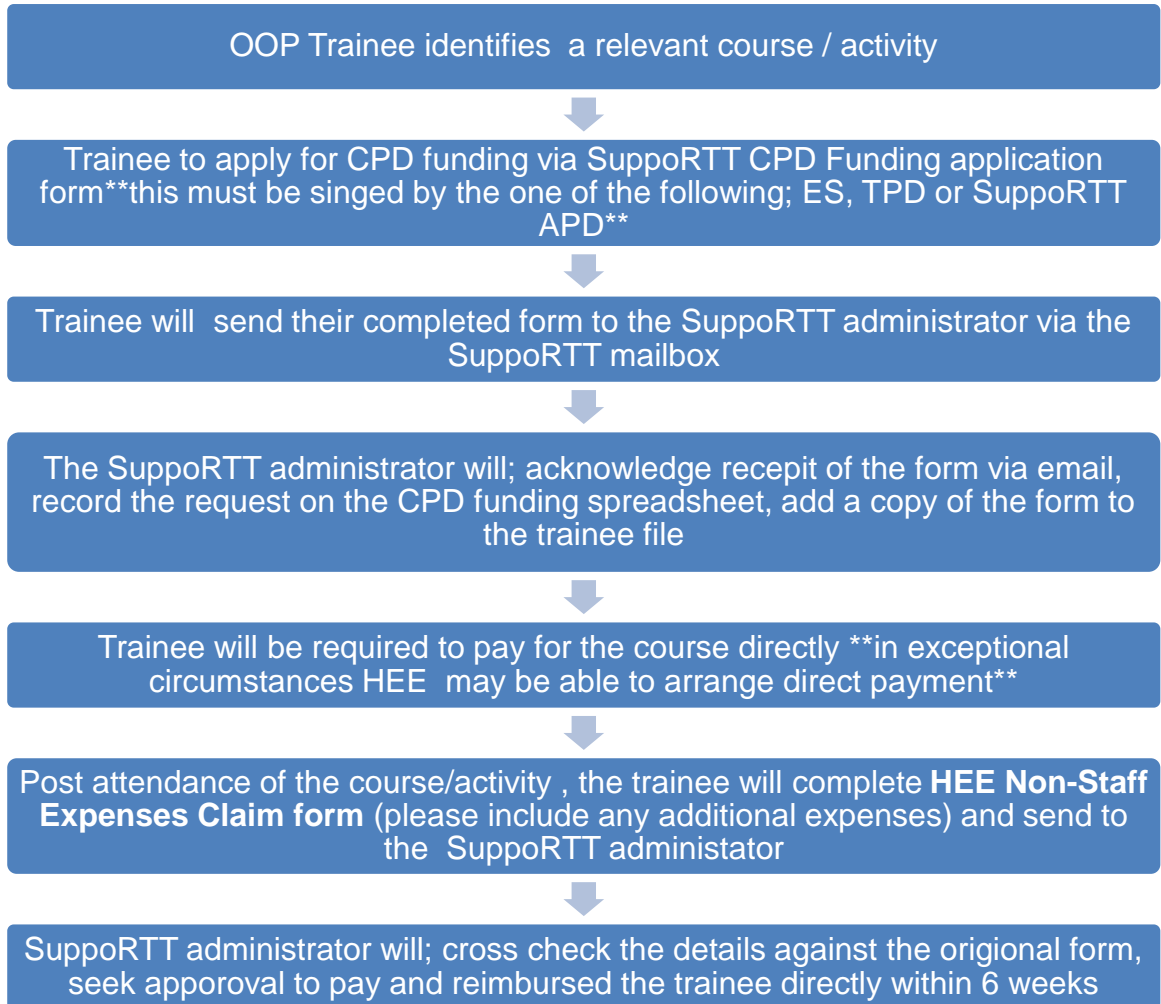 OOP Trainee identifies a relevant course / activity
Trainee to apply for CPD funding via SuppoRTT CPD Funding application
form**this must be singed by the one of the following; ES, TPD or SuppoRTT
APD**
Trainee will send their completed form to the SuppoRTT administrator via the
SuppoRTT mailbox
The SuppoRTT administrator will; acknowledge recepit of the form via email,
record the request on the CPD funding spreadsheet, add a copy of the form to
the trainee file
Trainee will be required to pay for the course directly **in exceptional
circumstances HEE may be able to arrange direct payment**
Post attendance of the course/activity , the trainee will complete HEE Non-Staff
Expenses Claim form (please include any additional expenses) and send to
the SuppoRTT administator
SuppoRTT administrator will; cross check the details against the origional form,
seek apporoval to pay and reimbursed the trainee directly within 6 weeks